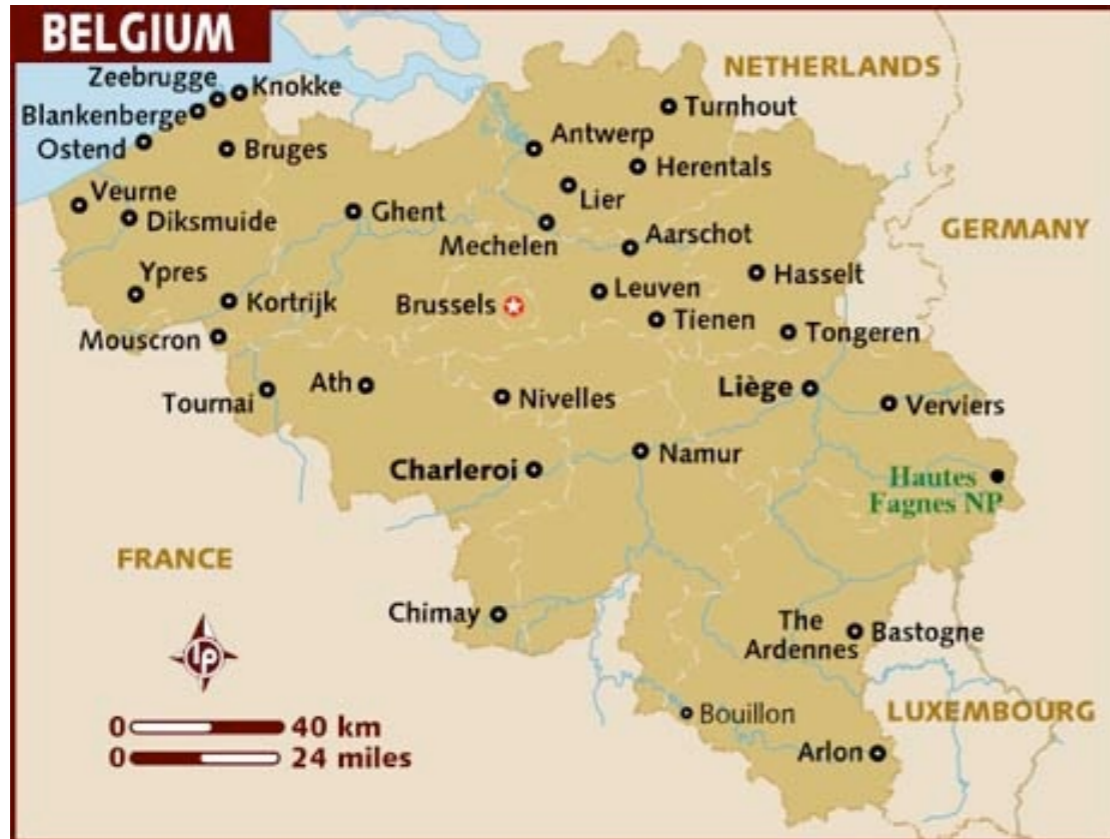 BELGIUM
NETHERLANDS
Zeebrugge
Knokke
Blankenberge
Turnhout
Ostend
Bruges
Antwerp
Herentals
Veurne
Lier
Diksmuide
Ghent
Mechelen
Aarschot
GERMANY
Ypres
Hasselt
Kortrijk
Brussels
Leuven
Tienen
Mouscron
Tongeren
Ath
Liège
Tournai
Nivelles
Verviers
Charleroi
Namur
Hautes
Fagnes NP
FRANCE
Chimay
The
Ardennes
Bastogne
LP
Bouillon
LUXEMBOURG
0 40 km
0 24 miles
Arlon